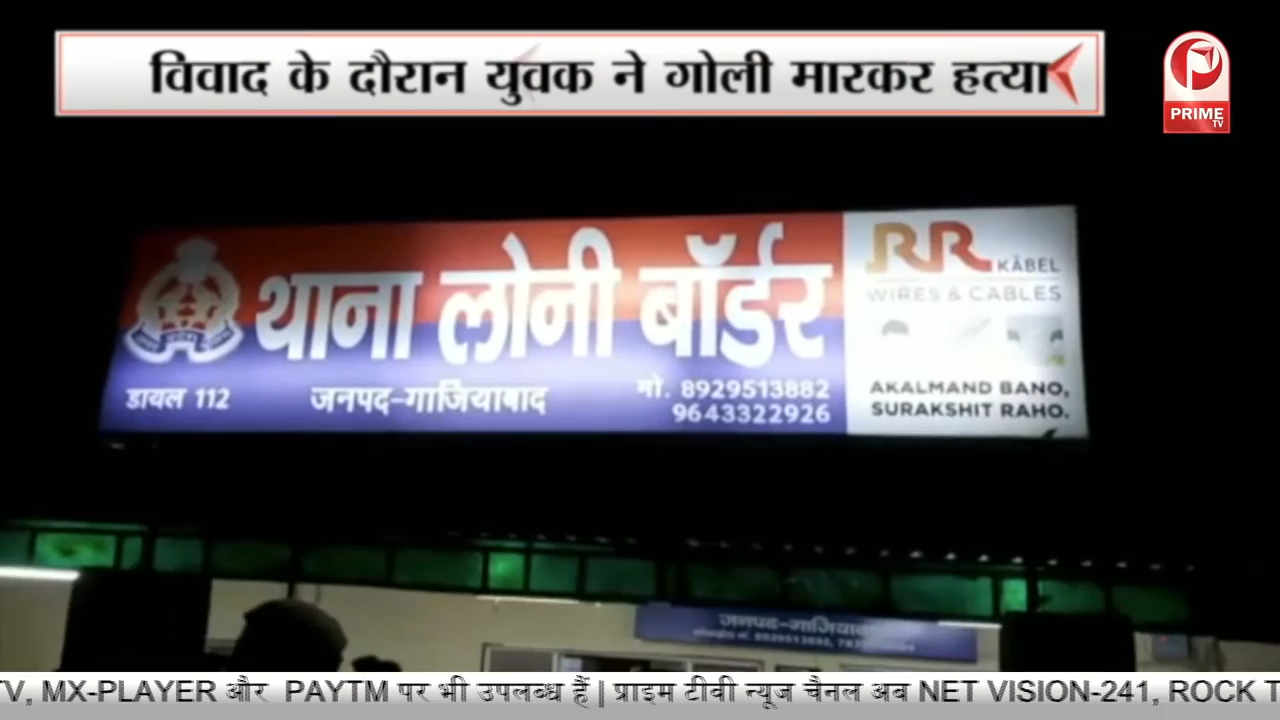 विवाद के दौरान युवक ने गोली मारकर हत्या
PRIME
TV
थाना लोनी बॉर्डर
डायल 112
जनपद-गाजियाबाद
मो. 8929513882
9643322926
RR
KABEL
WIRES & CABLES
AKALMAND BANO,
SURAKSHIT RAHO.
जनपद-गाजियाबाद
TV, MX-PLAYER और PAYTM पर भी उपलब्ध हैं | प्राइम टीवी न्यूज चैनल अब NET VISION-241, ROCK T